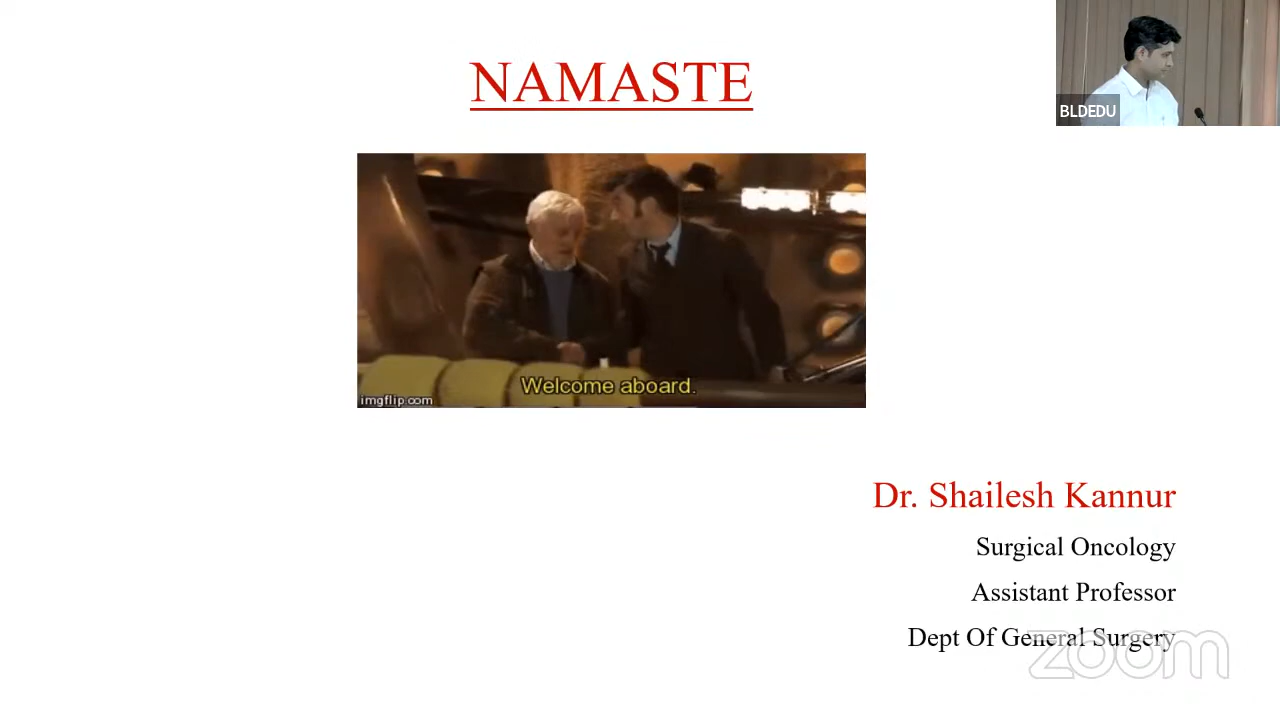 NAMASTE
BLDEDU
Welcome aboard.
imgflip.com
Dr. Shailesh Kannur
Surgical Oncology
Assistant Professor
Dept Of General Surgery
zoom